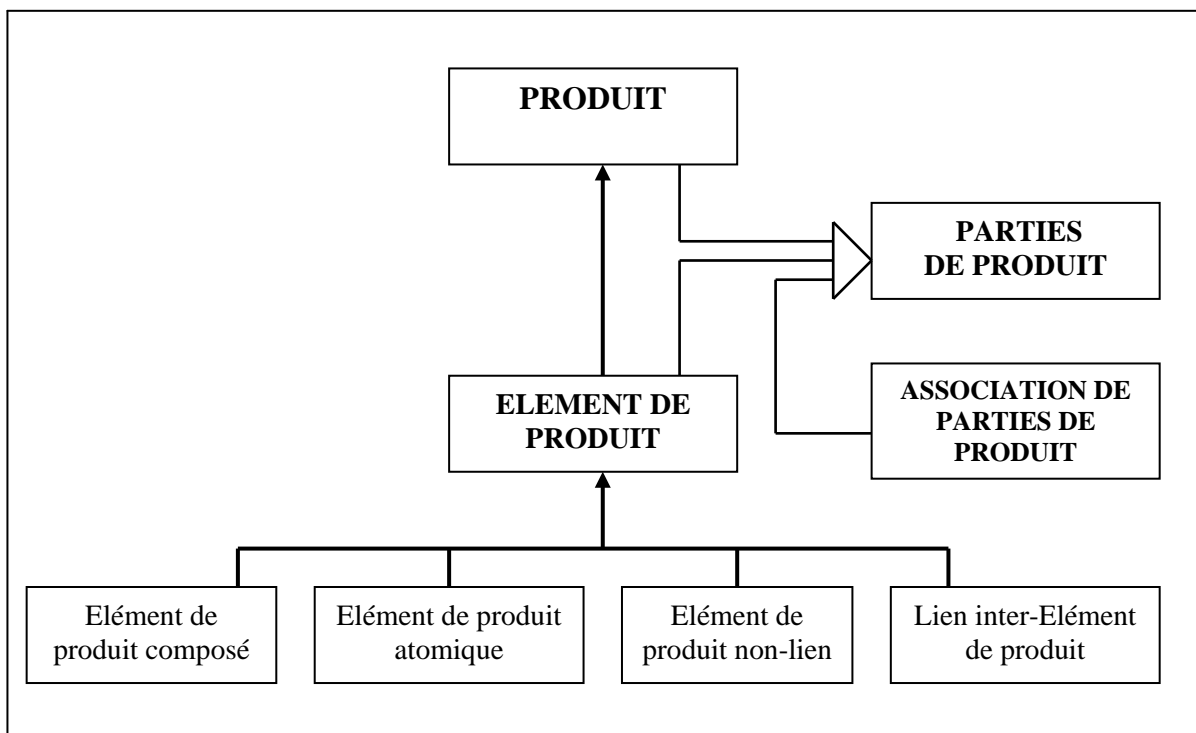 PRODUIT
PARTIES
DE PRODUIT
ELEMENT DE
PRODUIT
ASSOCIATION DE
PARTIES DE
PRODUIT
Elément de
produit composé
Elément de produit
atomique
Elément de
produit non-lien
Lien inter-Elément
de produit